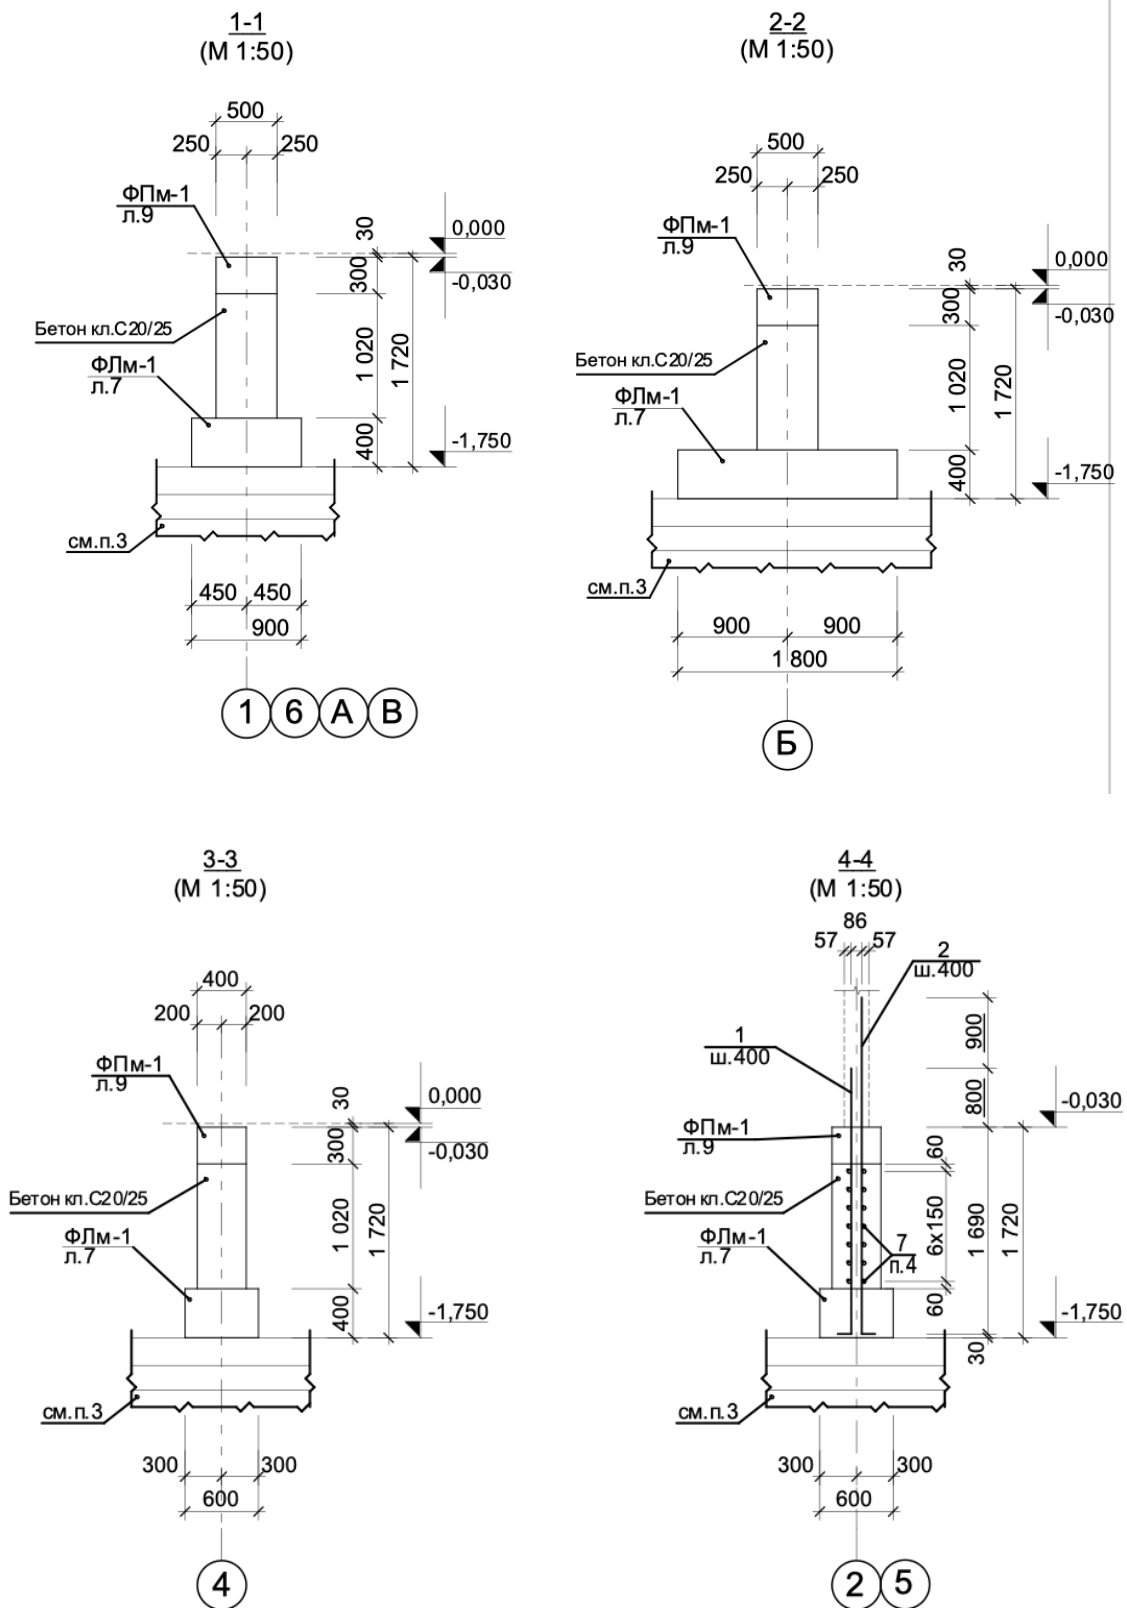 1-1
(М 1:50)
500
250
250
ФПм-1
л.9
30
0,000
300
-0,030
Бетон кл.С20/25
1 020
1 720
ФЛм-1
л.7
400
-1,750
см.п.3
450
450
900
1
6
А
В
2-2
(М 1:50)
500
250
250
ФПм-1
л.9
30
0,000
300
-0,030
Бетон кл.С20/25
1 020
1 720
ФЛм-1
л.7
400
-1,750
см.п.3
900
900
1 800
Б
3-3
(М 1:50)
400
200
200
ФПм-1
л.9
30
0,000
300
-0,030
Бетон кл.С20/25
1 020
1 720
ФЛм-1
л.7
400
-1,750
см.п.3
300
300
600
4
4-4
(М 1:50)
86
57
57
2
ш.400
1
ш.400
900
800
-0,030
ФПм-1
л.9
60
Бетон кл.С20/25
6х150
1 690
1 720
ФЛм-1
л.7
7
п.4
60
-1,750
30
см.п.3
300
300
600
2
5